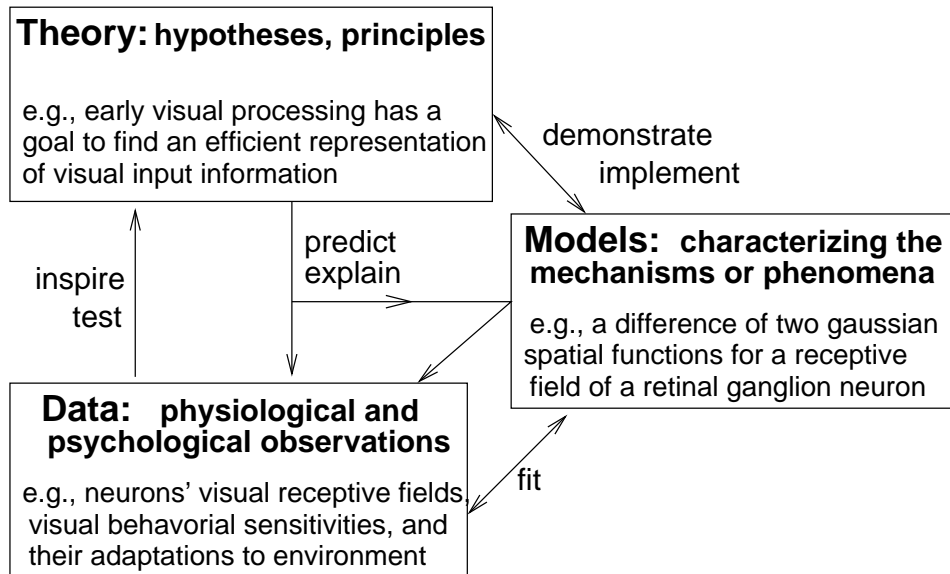 Theory: hypotheses, principles
e.g., early visual processing has a
goal to find an efficient representation
of visual input information
demonstrate
implement
predict
explain
inspire
test
Models: characterizing the
mechanisms or phenomena
e.g., a difference of two gaussian
spatial functions for a receptive
field of a retinal ganglion neuron
Data: physiological and
psychological observations
e.g., neurons' visual receptive fields,
visual behavorial sensitivities, and
their adaptations to environment
fit